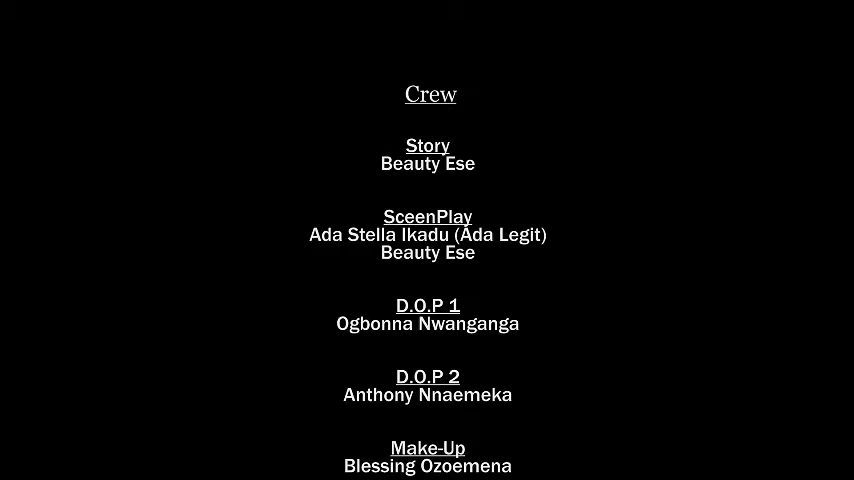 Crew
Story
Beauty Ese
SceenPlay
Ada Stella Ikadu (Ada Legit)
Beauty Ese
D.O.P 1
Ogbonna Nwanganga
D.O.P 2
Anthony Nnaemeka
Make-Up
Blessing Ozoemena